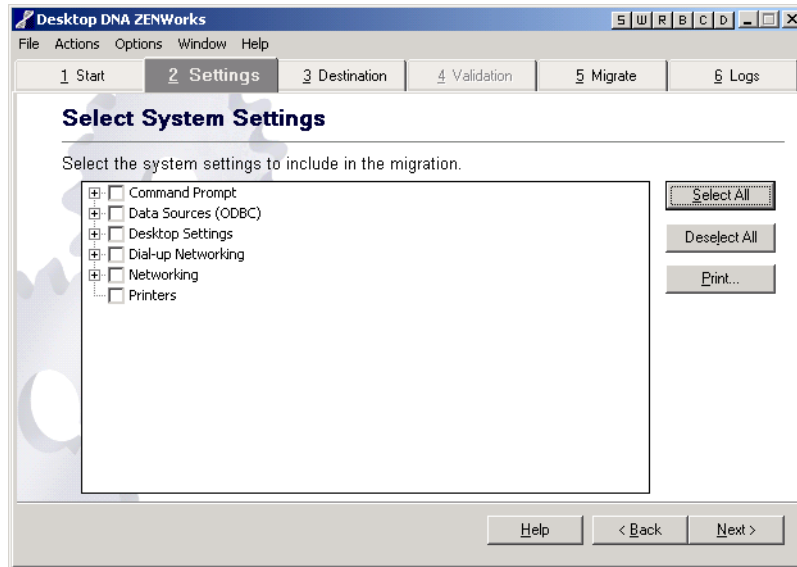 Desktop DNA ZENWorks S W R B C D
File Actions Options Window Help
1 Start 2 Settings 3 Destination 4 Validation 5 Migrate 6 Logs
Select System Settings
Select the system settings to include in the migration.
Command Prompt
Data Sources (ODBC)
Desktop Settings
Dial-up Networking
Networking
Printers
Select All
Deselect All
Print...
Help < Back Next >